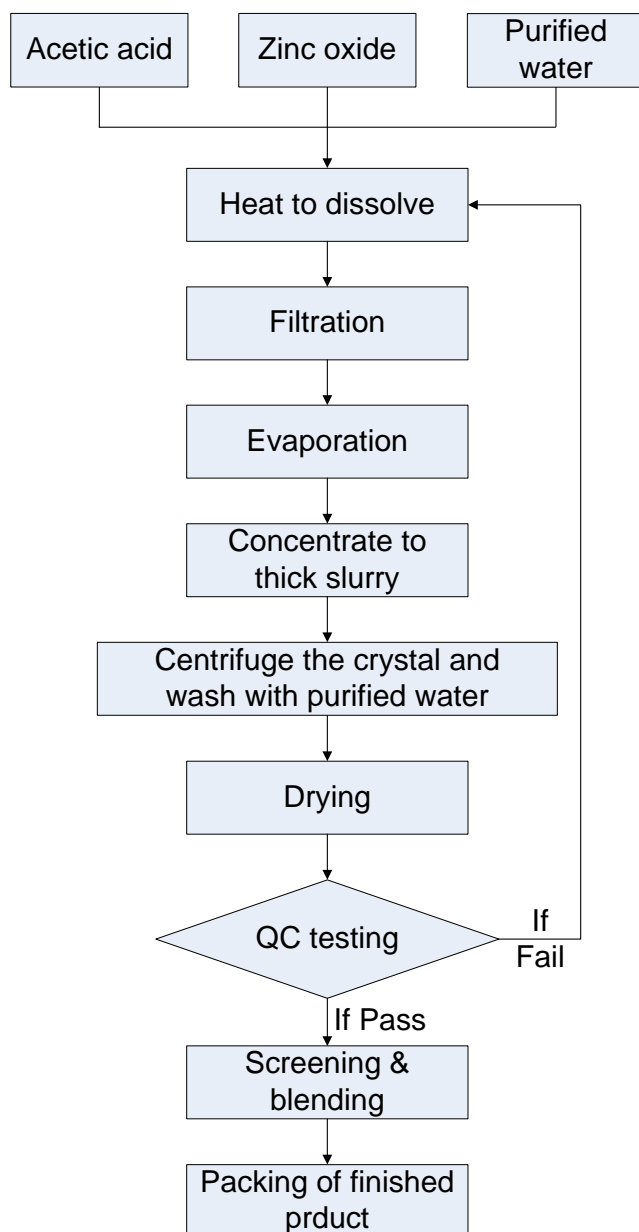 Acetic acid
Zinc oxide
Purified
water
Heat to dissolve
Filtration
Evaporation
Concentrate to
thick slurry
Centrifuge the crystal and
wash with purified water
Drying
QC testing
If
Fail
If Pass
Screening &
blending
Packing of finished
prduct